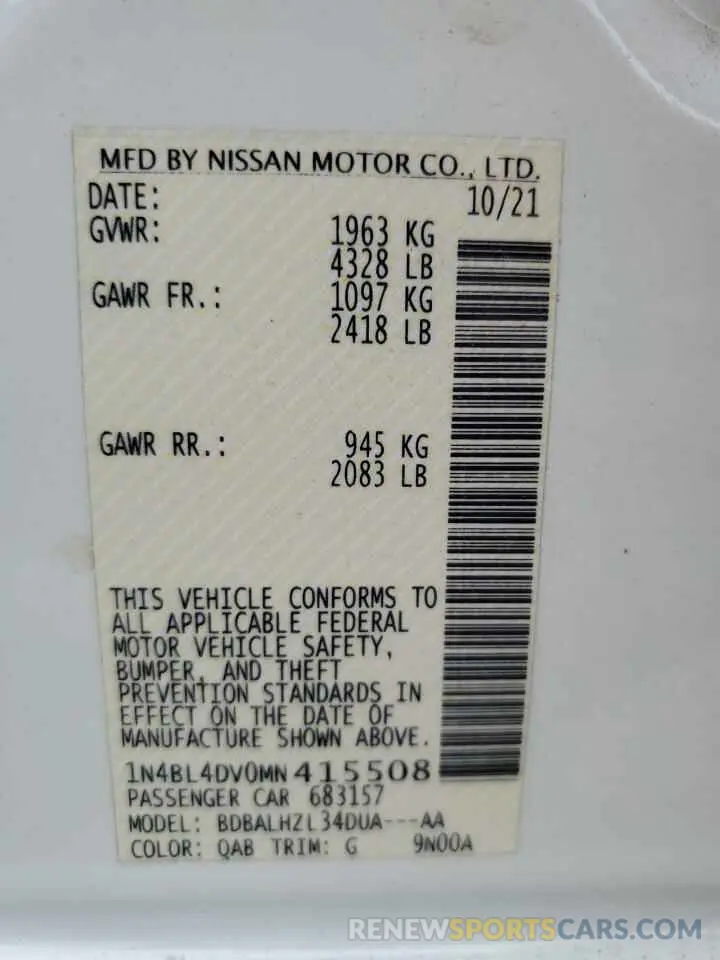 MFD BY NISSAN MOTOR CO., LTD.
DATE: 10/21
GVWR: 1963 KG
4328 LB
GAWR FR.: 1097 KG
2418 LB
GAWR RR.: 945 KG
2083 LB
THIS VEHICLE CONFORMS TO
ALL APPLICABLE FEDERAL
MOTOR VEHICLE SAFETY,
BUMPER, AND THEFT
PREVENTION STANDARDS IN
EFFECT ON THE DATE OF
MANUFACTURE SHOWN ABOVE.
1N4BL4DV0MN415508
PASSENGER CAR 683157
MODEL: BDBALHZL34DUA---AA
COLOR: QAB TRIM: G 9N00A
RENEWSPORTSCARS.COM